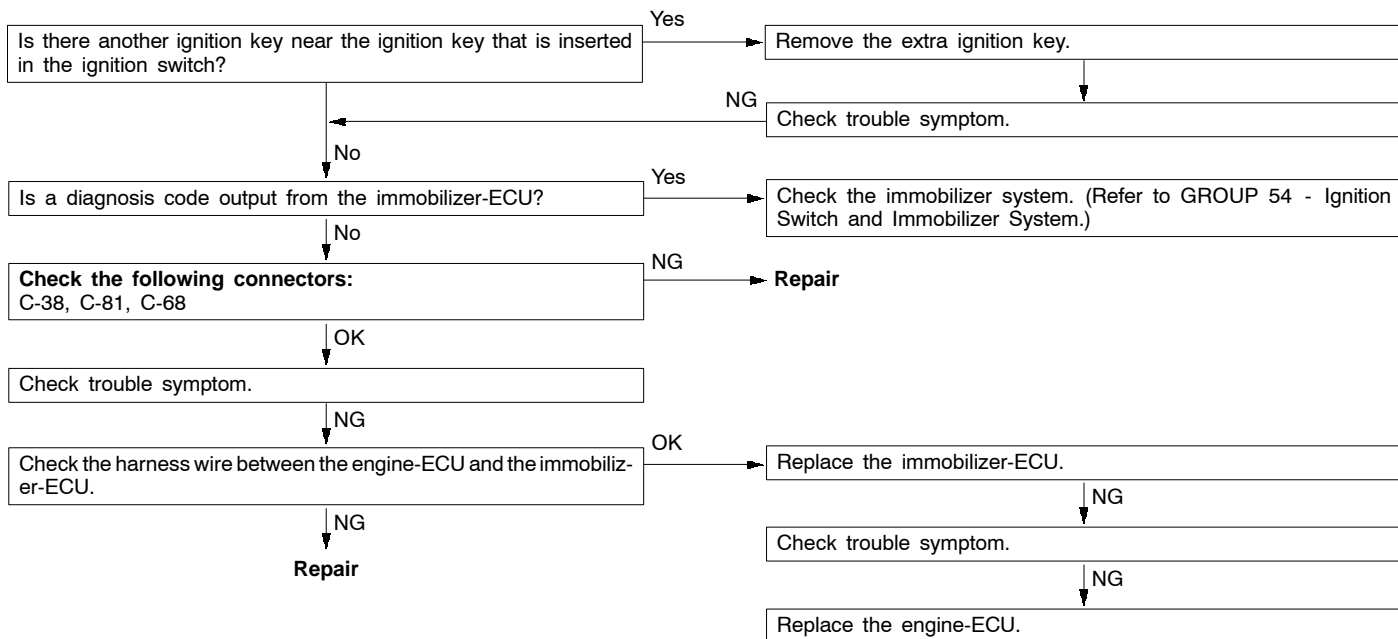 Is there another ignition key near the ignition key that is inserted
in the ignition switch?
Yes
Remove the extra ignition key.
NG
Check trouble symptom.
No
Is a diagnosis code output from the immobilizer-ECU?
Yes
Check the immobilizer system. (Refer to GROUP 54 - Ignition
Switch and Immobilizer System.)
No
Check the following connectors:
C-38, C-81, C-68
NG
Repair
OK
Check trouble symptom.
NG
Check the harness wire between the engine-ECU and the immobiliz-
er-ECU.
OK
Replace the immobilizer-ECU.
NG
Repair
NG
Check trouble symptom.
NG
Replace the engine-ECU.